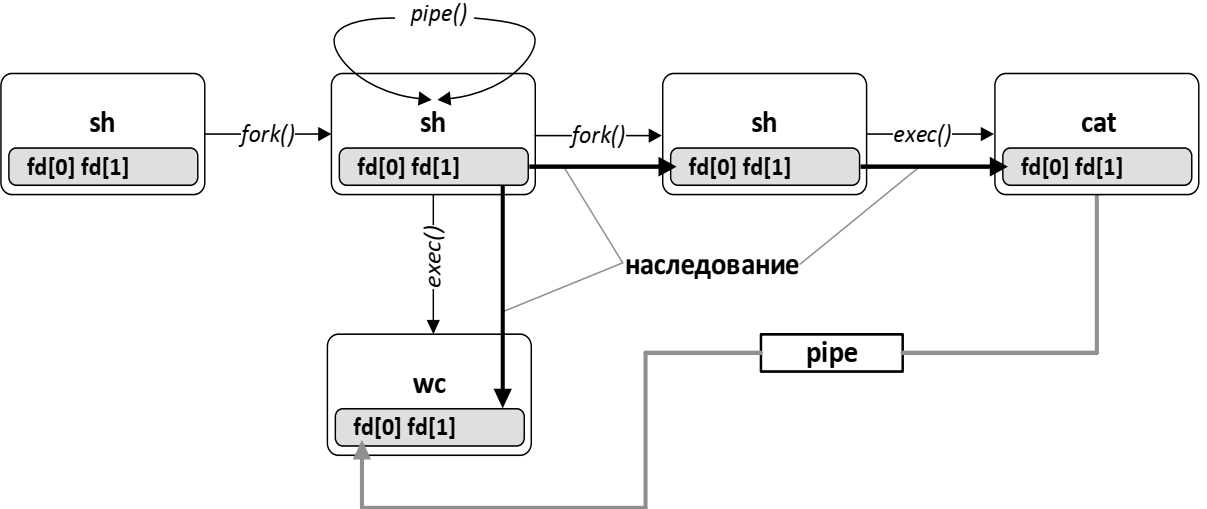 pipe()
sh
fork()
sh
fork()
sh
exec()
cat
fd[0] fd[1]
fd[0] fd[1]
fd[0] fd[1]
fd[0] fd[1]
exec()
наследование
pipe
wc
fd[0] fd[1]